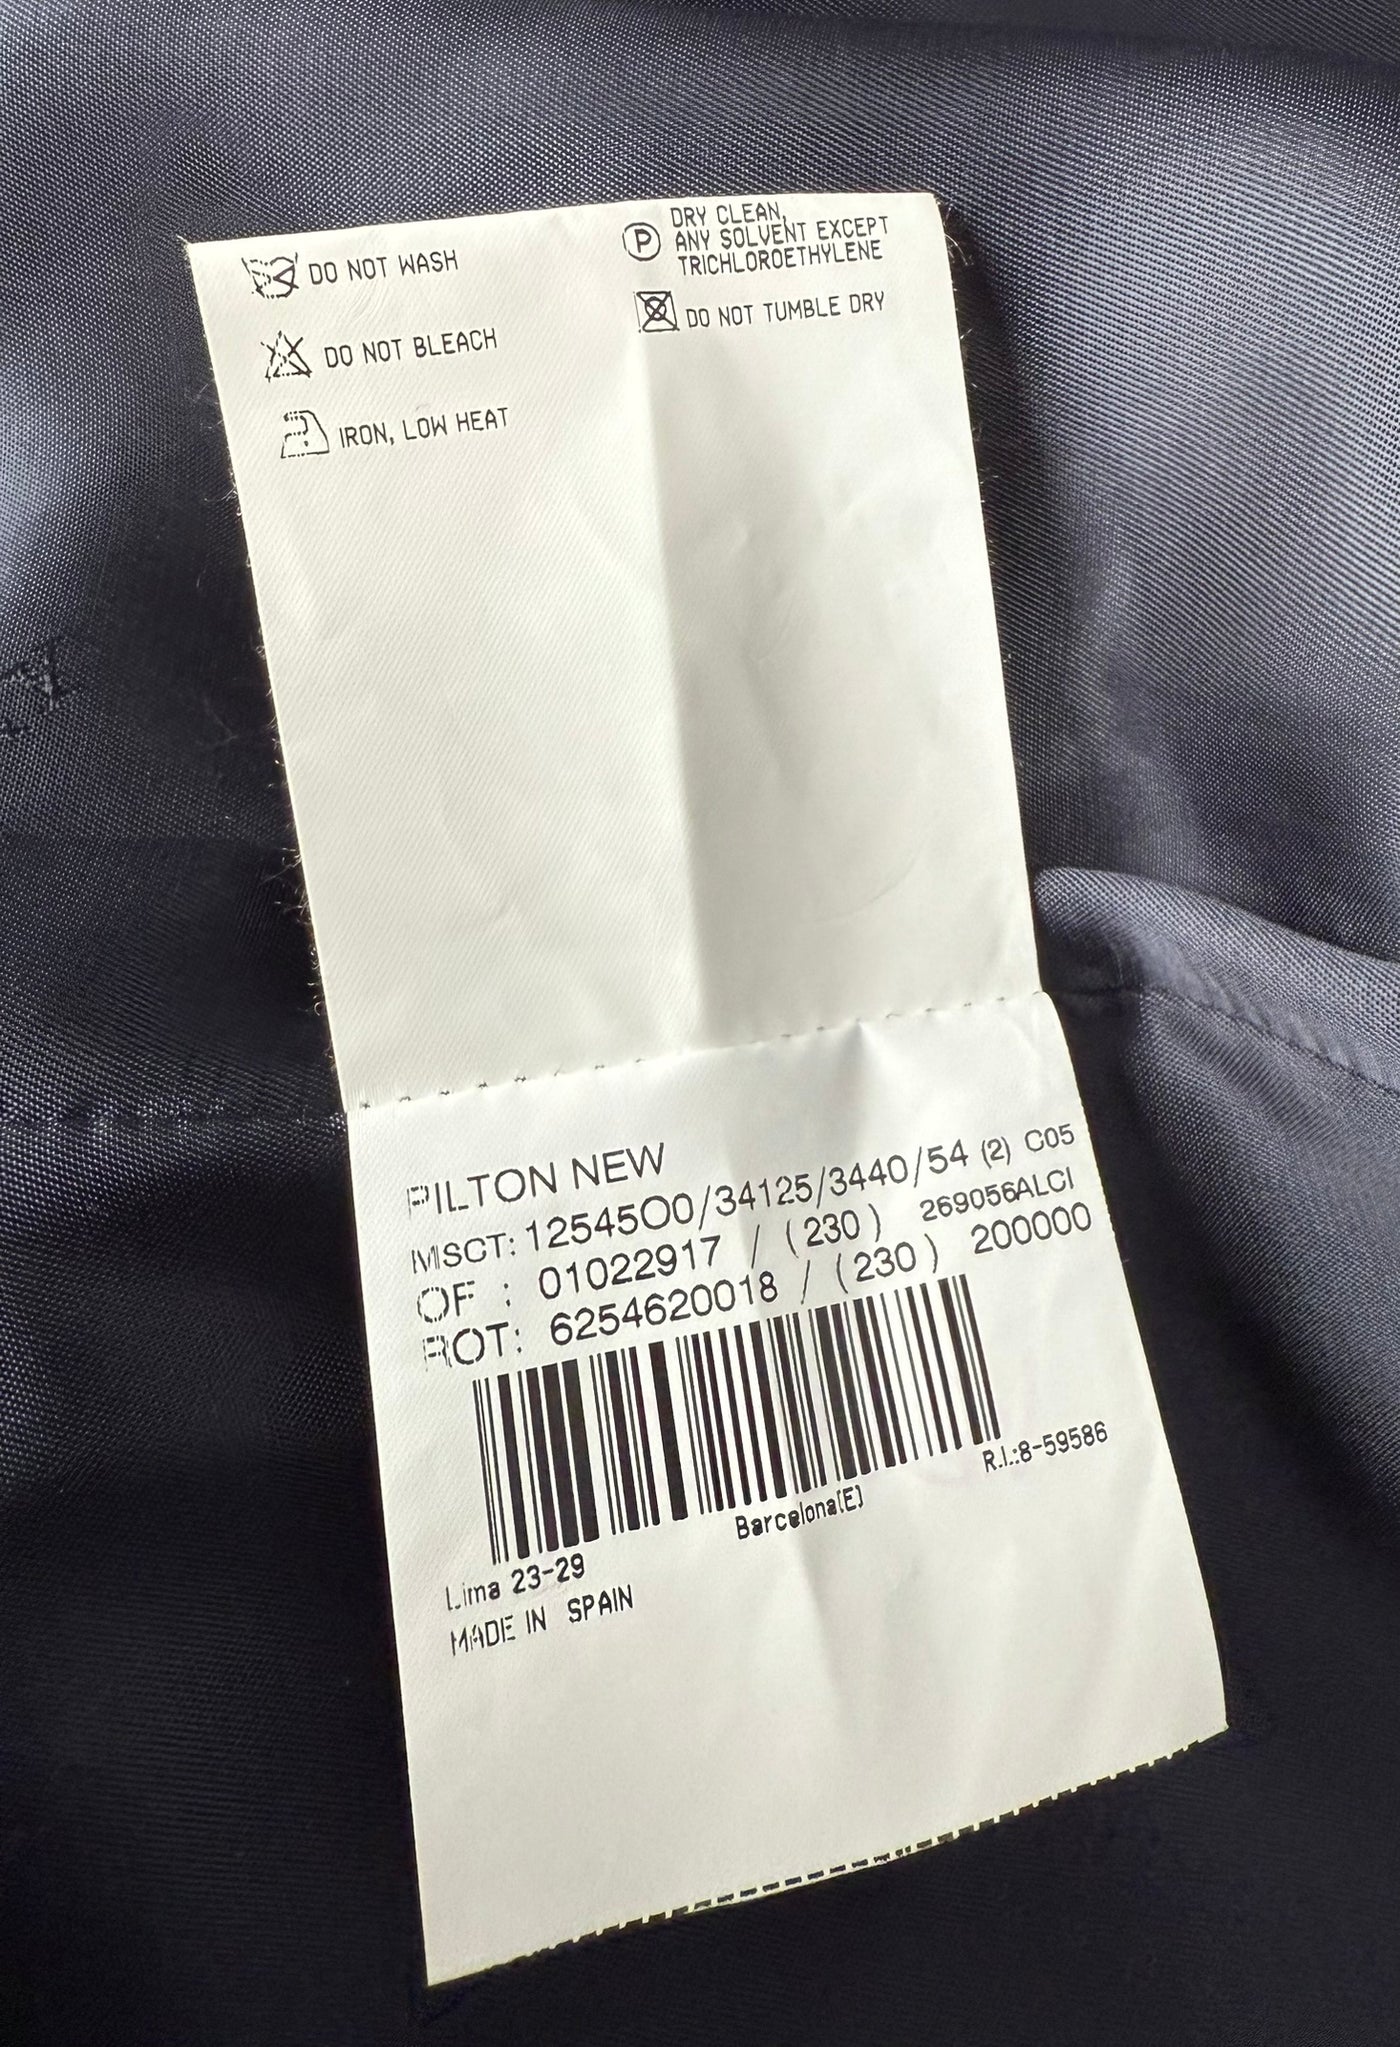 DO NOT WASH
DO NOT BLEACH
IRON, LOW HEAT
P
DRY CLEAN,
ANY SOLVENT EXCEPT
TRICHLOROETHYLENE
DO NOT TUMBLE DRY
PILTON NEW
MSCT: 1254500/34125/3440/54 (2) C05
OF : 01022917 / (230) 269056ALCI
ROT: 6254620018 / (230) 200000
Lima 23-29 Barcelona(E) R.I.:8-59586
MADE IN SPAIN